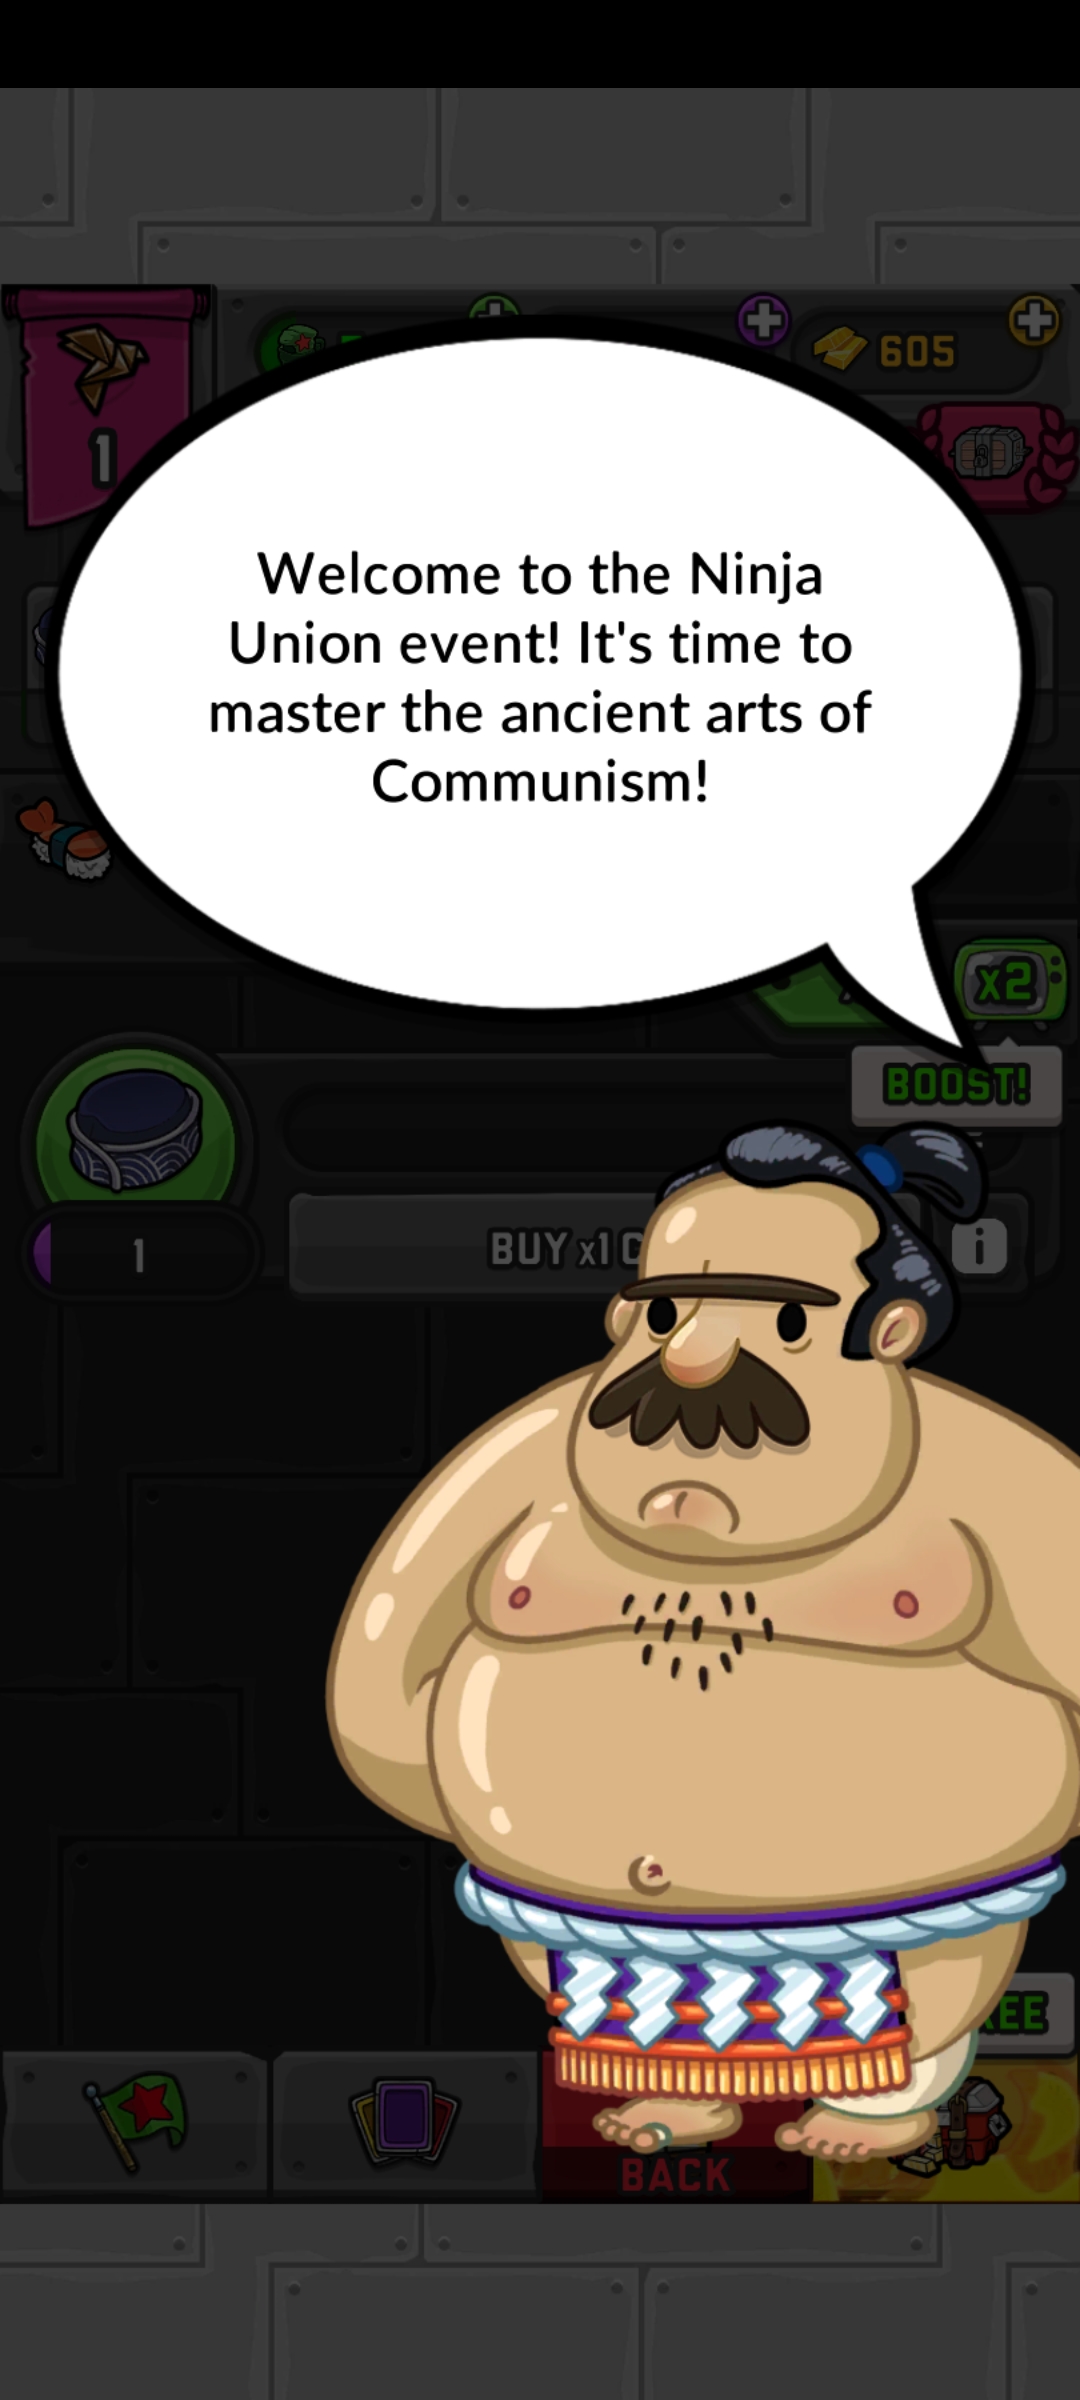 605
1
Welcome to the Ninja
Union event! It's time to
master the ancient arts of
Communism!
x2
BOOST!
1
BUY x1
i
BACK